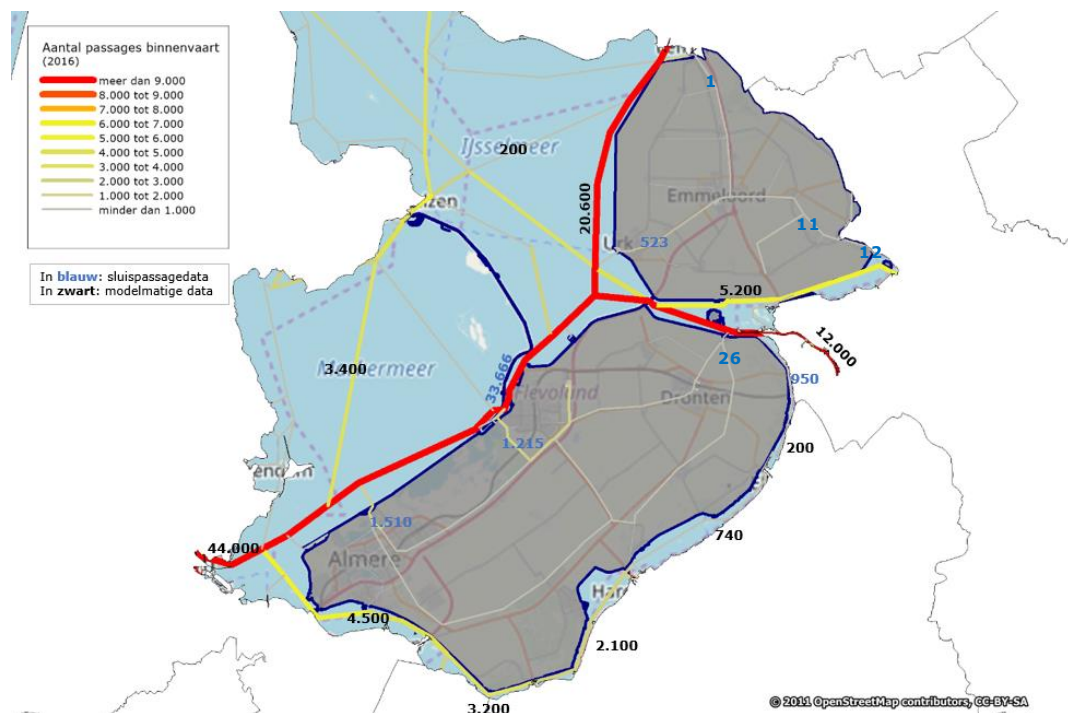 Aantal passages binnenvaart
(2016)
meer dan 9.000
8.000 tot 9.000
7.000 tot 8.000
6.000 tot 7.000
5.000 tot 6.000
4.000 tot 5.000
3.000 tot 4.000
2.000 tot 3.000
1.000 tot 2.000
minder dan 1.000
In blauw: sluispassagedata
In zwart: modelmatige data
1
IJsselmeer
200
Emmeloord
20.600
11
523
12
5.200
12.000
26
3.400
33.666
Flevoland
Dronten
950
1.215
200
1.510
740
44.000
Almere
4.500
2.100
3.200
© 2011 OpenStreetMap contributors, CC-BY-SA